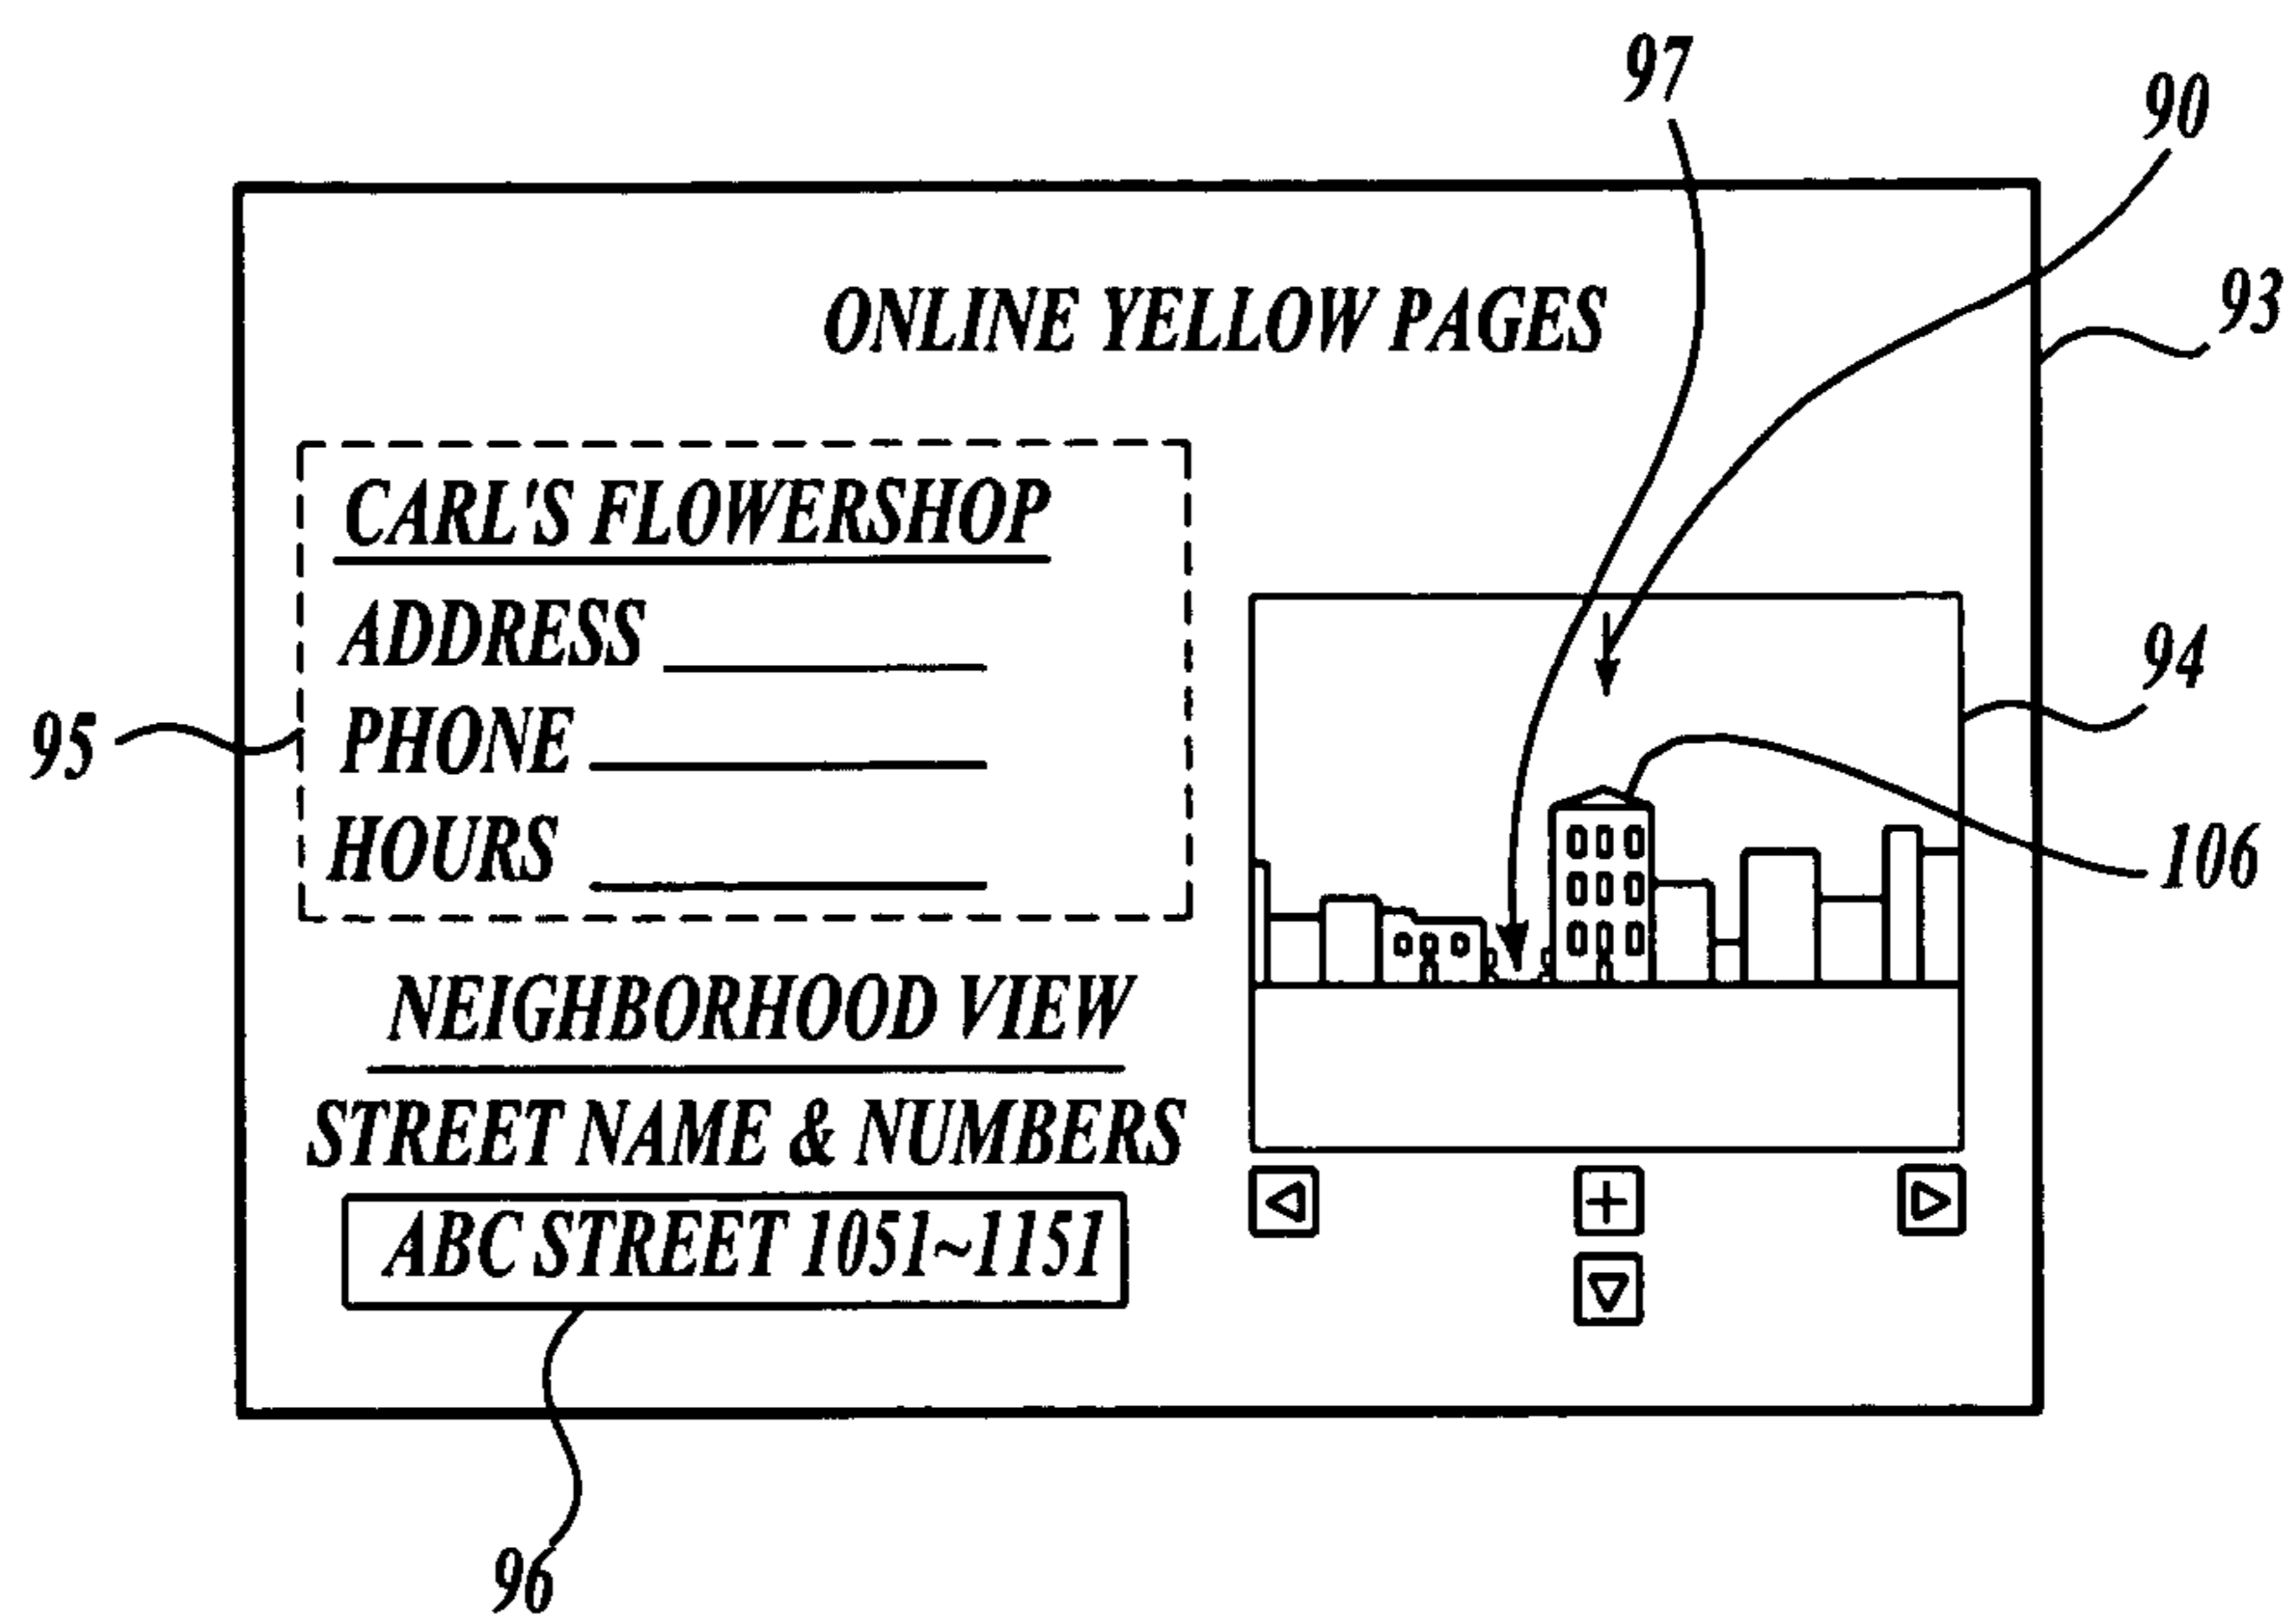 97
90
93
ONLINE YELLOW PAGES
CARL'S FLOWERSHOP
ADDRESS
PHONE
HOURS
95
94
106
NEIGHBORHOOD VIEW
STREET NAME & NUMBERS
ABC STREET 1051~1151
96